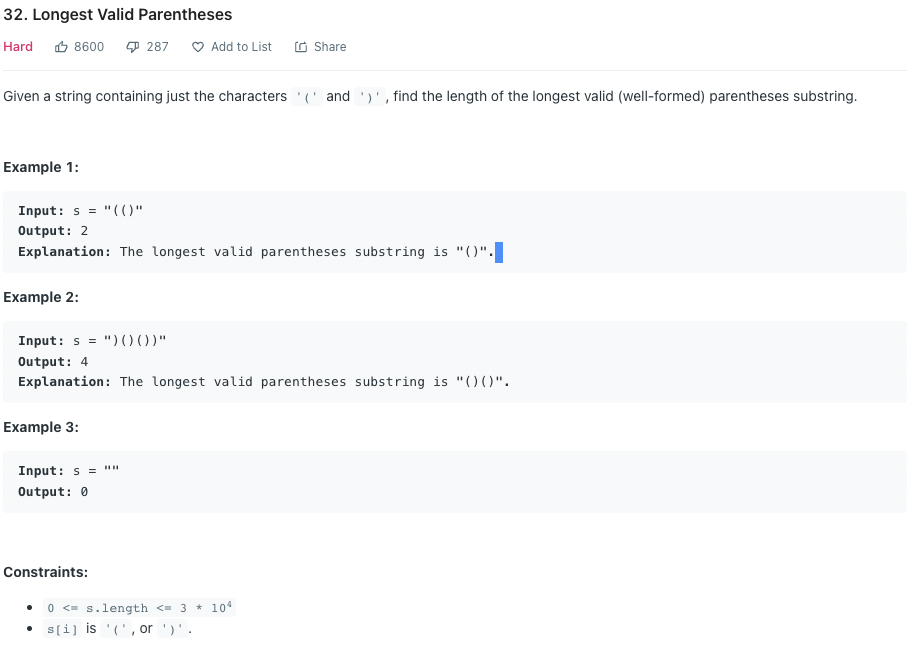 32. Longest Valid Parentheses
Hard 8600 287 Add to List Share
Given a string containing just the characters '(' and ')', find the length of the longest valid (well-formed) parentheses substring.
Example 1:
Input: s = "(()"
Output: 2
Explanation: The longest valid parentheses substring is "()".
Example 2:
Input: s = ")()())"
Output: 4
Explanation: The longest valid parentheses substring is "()()".
Example 3:
Input: s = ""
Output: 0
Constraints:
• 0 <= s.length <= 3 * 10⁴
• s[i] is '(', or ')'.